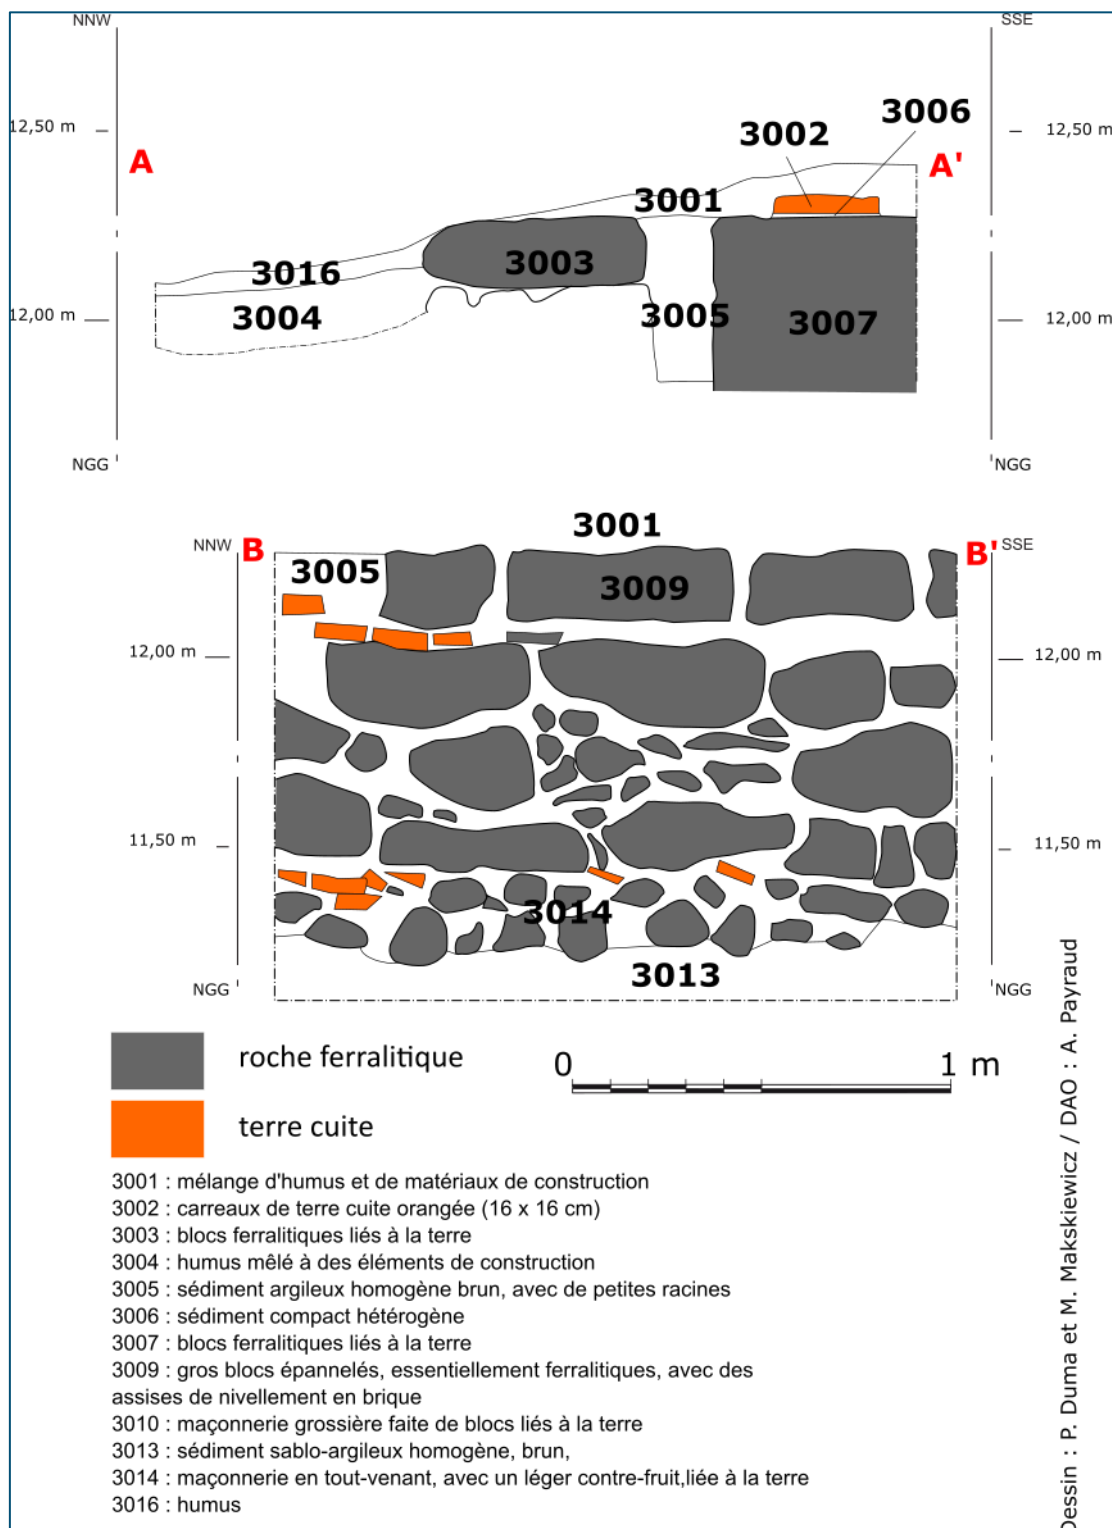 NNW
SSE
3006
12,50 m
3002
12,50 m
A
A'
3001
3016
3003
3004
3005
3007
12,00 m
12,00 m
NGG
NGG
3001
NNW
B
B'
SSE
3005
3009
12,00 m
12,00 m
11,50 m
11,50 m
3014
3013
NGG
NGG
roche ferralitique
0
1 m
terre cuite
3001 : mélange d'humus et de matériaux de construction
3002 : carreaux de terre cuite orangée (16 x 16 cm)
3003 : blocs ferralitiques liés à la terre
3004 : humus mêlé à des éléments de construction
3005 : sédiment argileux homogène brun, avec de petites racines
3006 : sédiment compact hétérogène
3007 : blocs ferralitiques liés à la terre
3009 : gros blocs épannelés, essentiellement ferralitiques, avec des
assises de nivellement en brique
3010 : maçonnerie grossière faite de blocs liés à la terre
3013 : sédiment sablo-argileux homogène, brun,
3014 : maçonnerie en tout-venant, avec un léger contre-fruit,liée à la terre
3016 : humus
Dessin : P. Duma et M. Makskiewicz / DAO : A. Payraud